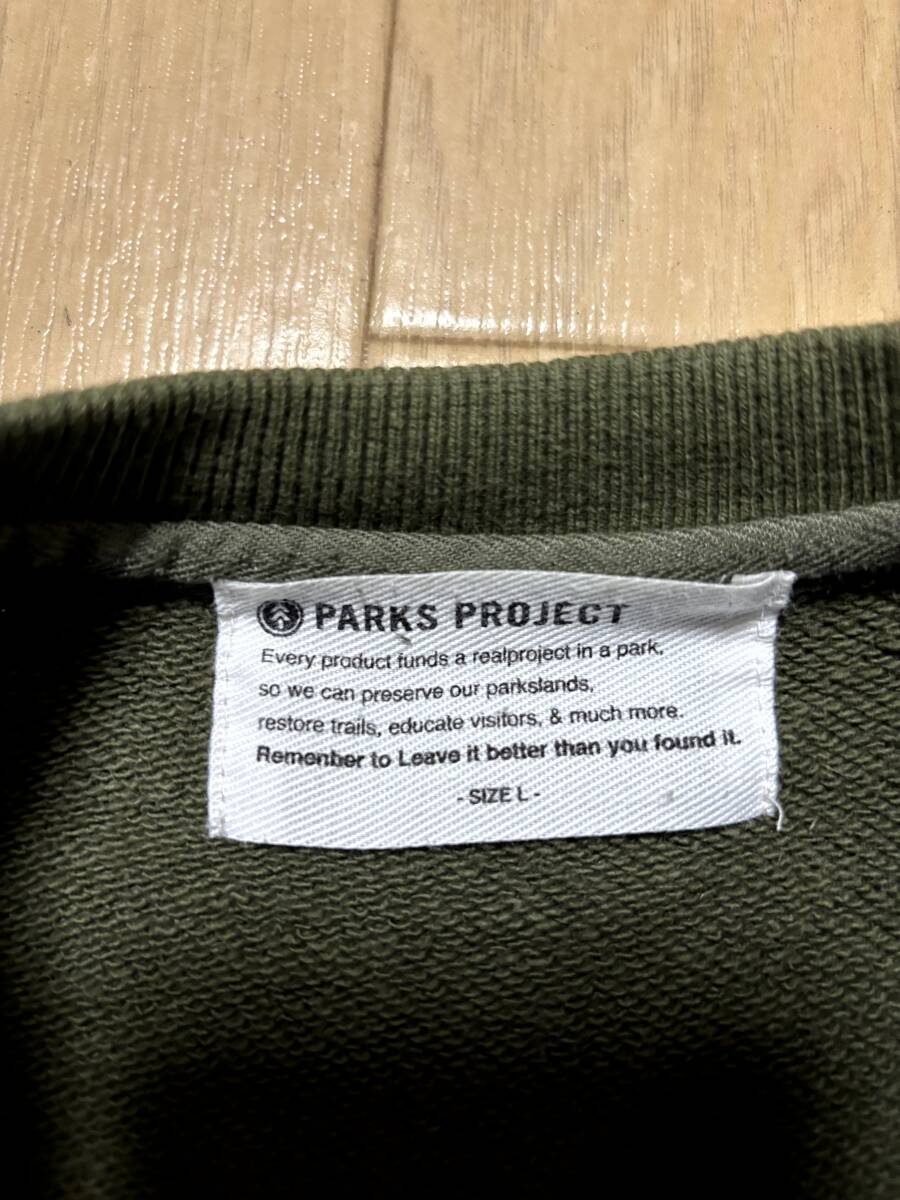 PARKS PROJECT
Every product funds a realproject in a park,
so we can preserve our parkslands,
restore trails, educate visitors, & much more.
Remenber to Leave it better than you found it.
- SIZE L -